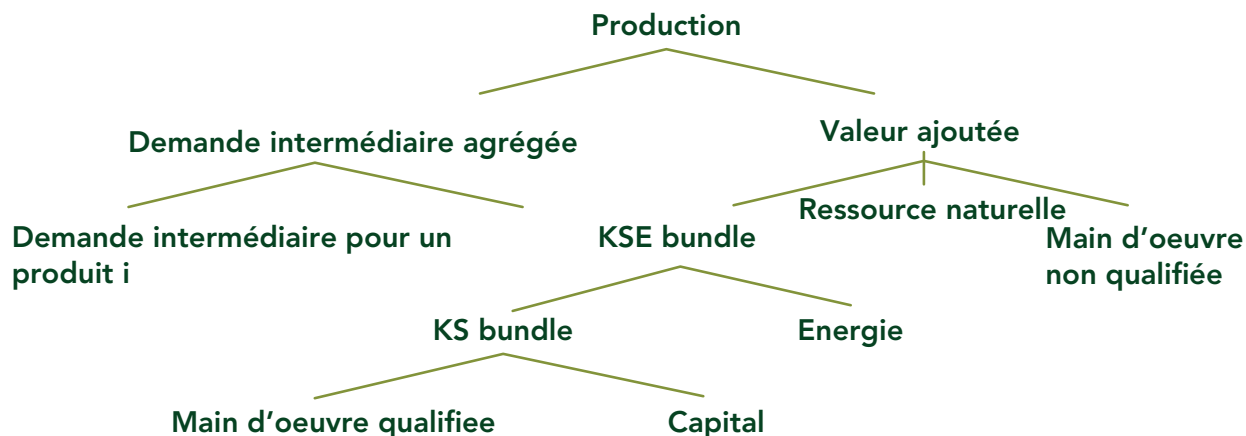 Production
Demande intermédiaire agrégée
Valeur ajoutée
Demande intermédiaire pour un
produit i
KSE bundle
Ressource naturelle
Main d'oeuvre
non qualifiée
KS bundle
Energie
Main d'oeuvre qualifiee
Capital